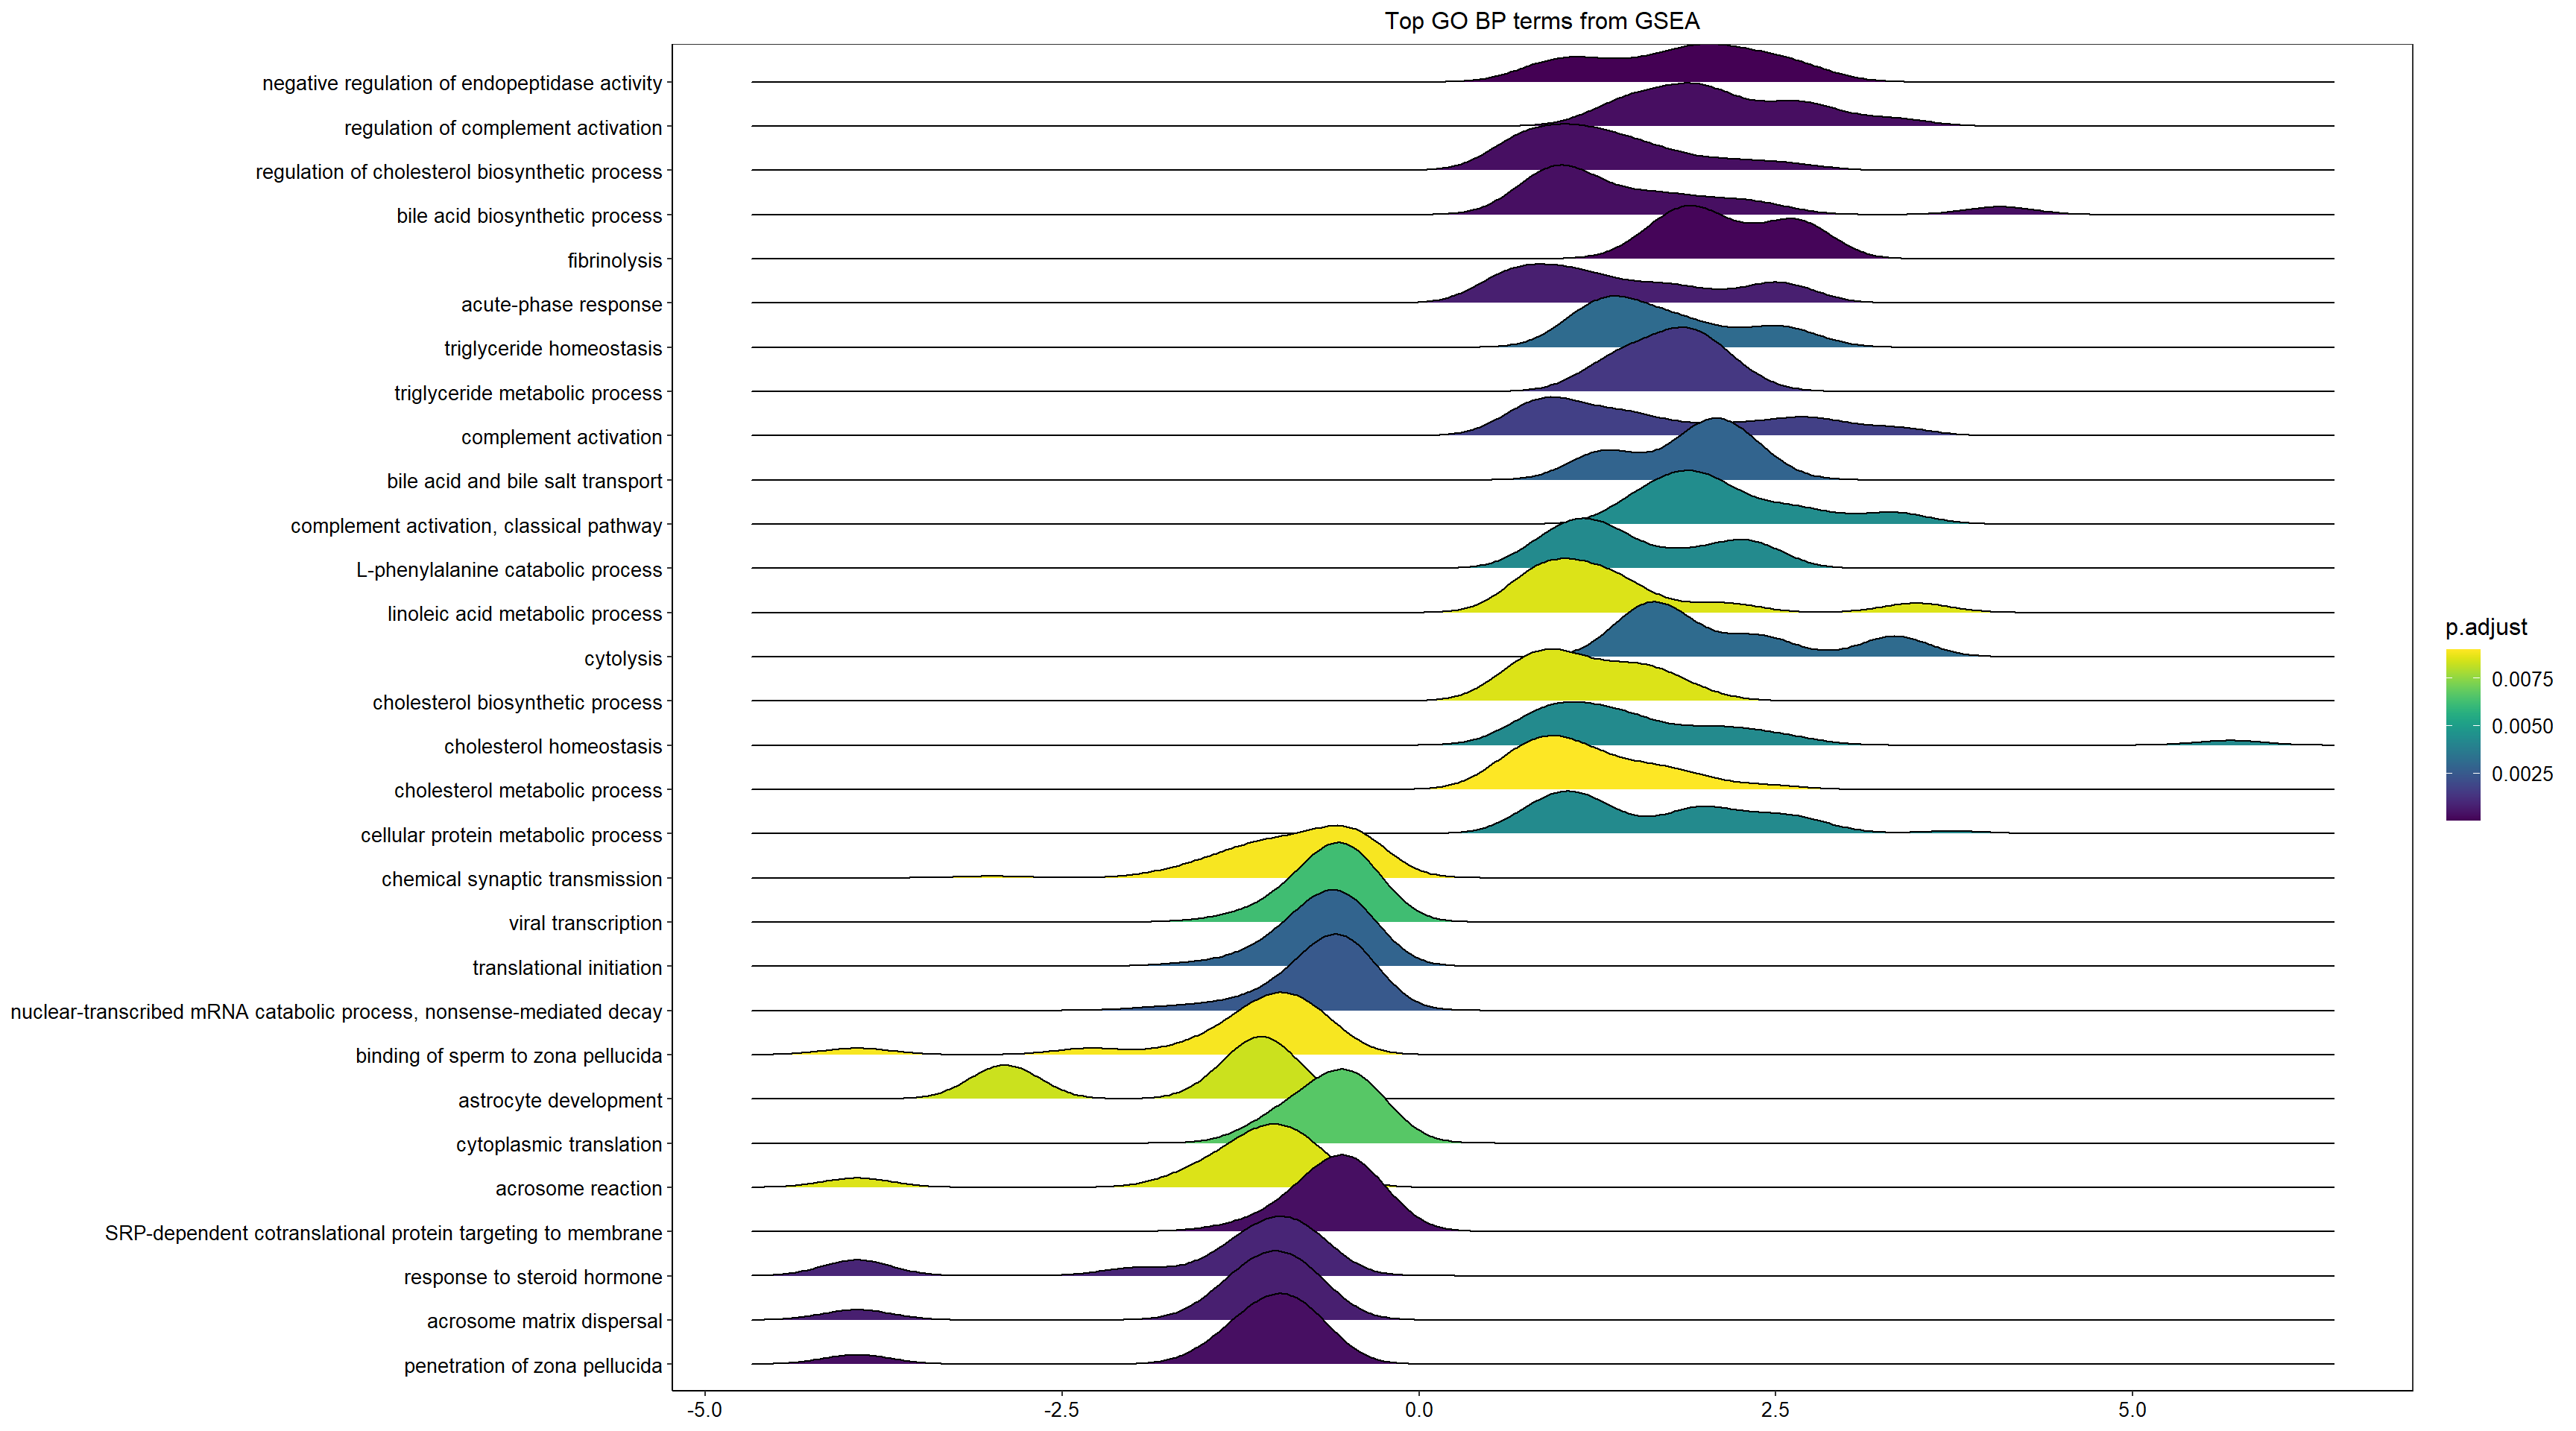 Top GO BP terms from GSEA
negative regulation of endopeptidase activity
regulation of complement activation
regulation of cholesterol biosynthetic process
bile acid biosynthetic process
fibrinolysis
acute-phase response
triglyceride homeostasis
triglyceride metabolic process
complement activation
bile acid and bile salt transport
complement activation, classical pathway
L-phenylalanine catabolic process
linoleic acid metabolic process
cytolysis
cholesterol biosynthetic process
cholesterol homeostasis
cholesterol metabolic process
cellular protein metabolic process
chemical synaptic transmission
viral transcription
translational initiation
nuclear-transcribed mRNA catabolic process, nonsense-mediated decay
binding of sperm to zona pellucida
astrocyte development
cytoplasmic translation
acrosome reaction
SRP-dependent cotranslational protein targeting to membrane
response to steroid hormone
acrosome matrix dispersal
penetration of zona pellucida
-5.0 -2.5 0.0 2.5 5.0
p.adjust
0.0075
0.0050
0.0025